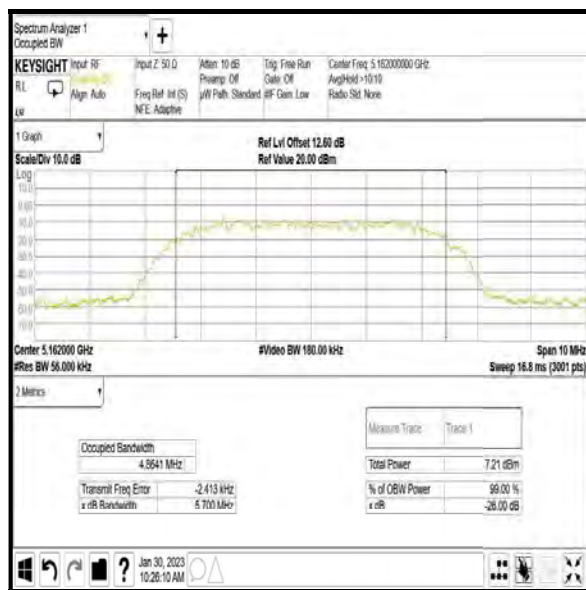 Spectrum Analyzer 1
Occupied BW
KEYSIGHT
Input: RF
Align: Auto
Input Z: 50 Ω
Freq Ref: Int (S)
NFE: Adaptive
Atten: 10 dB
Preamp: Off
µW Path: Standard
Trig: Free Run
Gate: Off
#IF Gain: Low
Center Freq: 5.162000000 GHz
Avg|Hold:>10/10
Radio Std: None
1 Graph
Scale/Div 10.0 dB
Ref Lvl Offset 12.60 dB
Ref Value 20.00 dBm
Log
10.0
0.00
Center 5.162000 GHz
#Video BW 180.00 kHz
Span 10 MHz
#Res BW 56.000 kHz
Sweep 16.8 ms (3001 pts)
2 Metrics
Measure Trace
Trace 1
Occupied Bandwidth
4.8641 MHz
Total Power
7.21 dBm
Transmit Freq Error
-2.413 kHz
% of OBW Power
99.00 %
x dB Bandwidth
5.700 MHz
x dB
-26.00 dB
?
Jan 30, 2023
10:26:10 AM